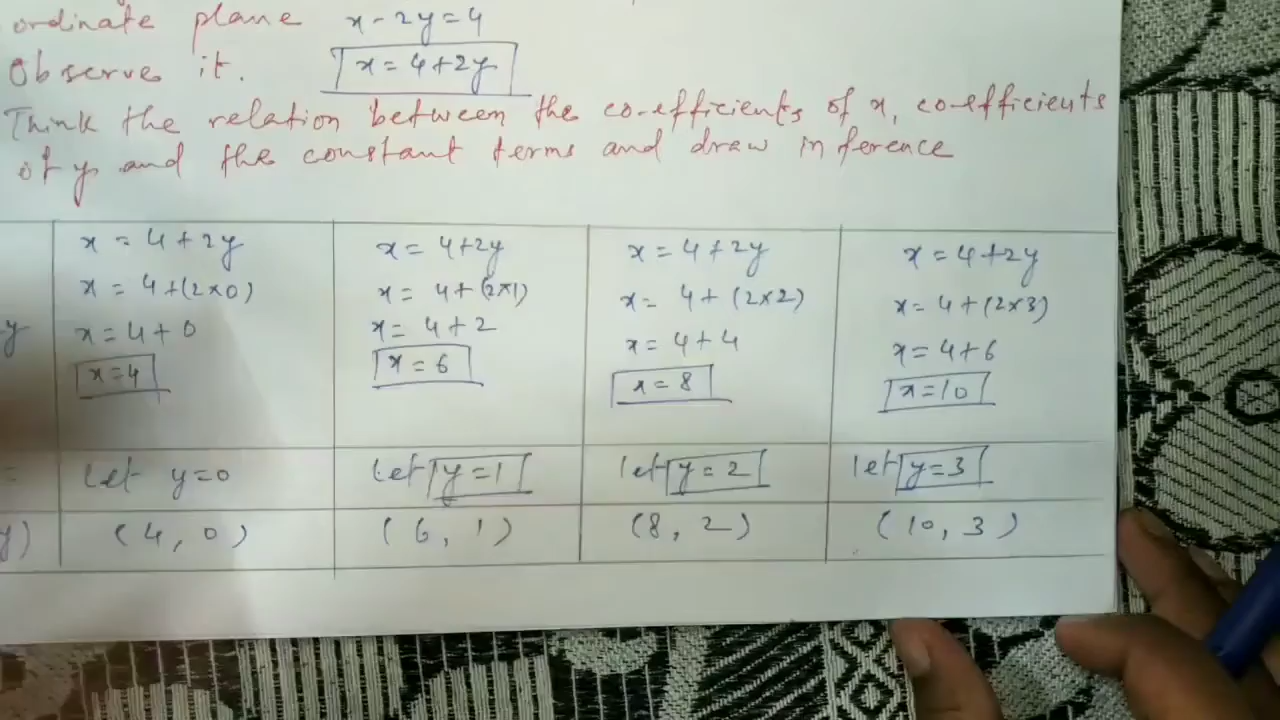 ordinate plane x-2y=4
Observe it. x=4+2y
Think the relation between the co-efficients of x, co-efficients
of y and the constant terms and draw inference
x=4+2y x=4+2y x=4+2y x=4+2y
x=4+(2×0) x=4+(2×1) x=4+(2×2) x=4+(2×3)
y x=4+0 x=4+2 x=4+4 x=4+6
x=4 x=6 x=8 x=10
= let y=0 let y=1 let y=2 let y=3
y) (4, 0) (6, 1) (8, 2) (10, 3)